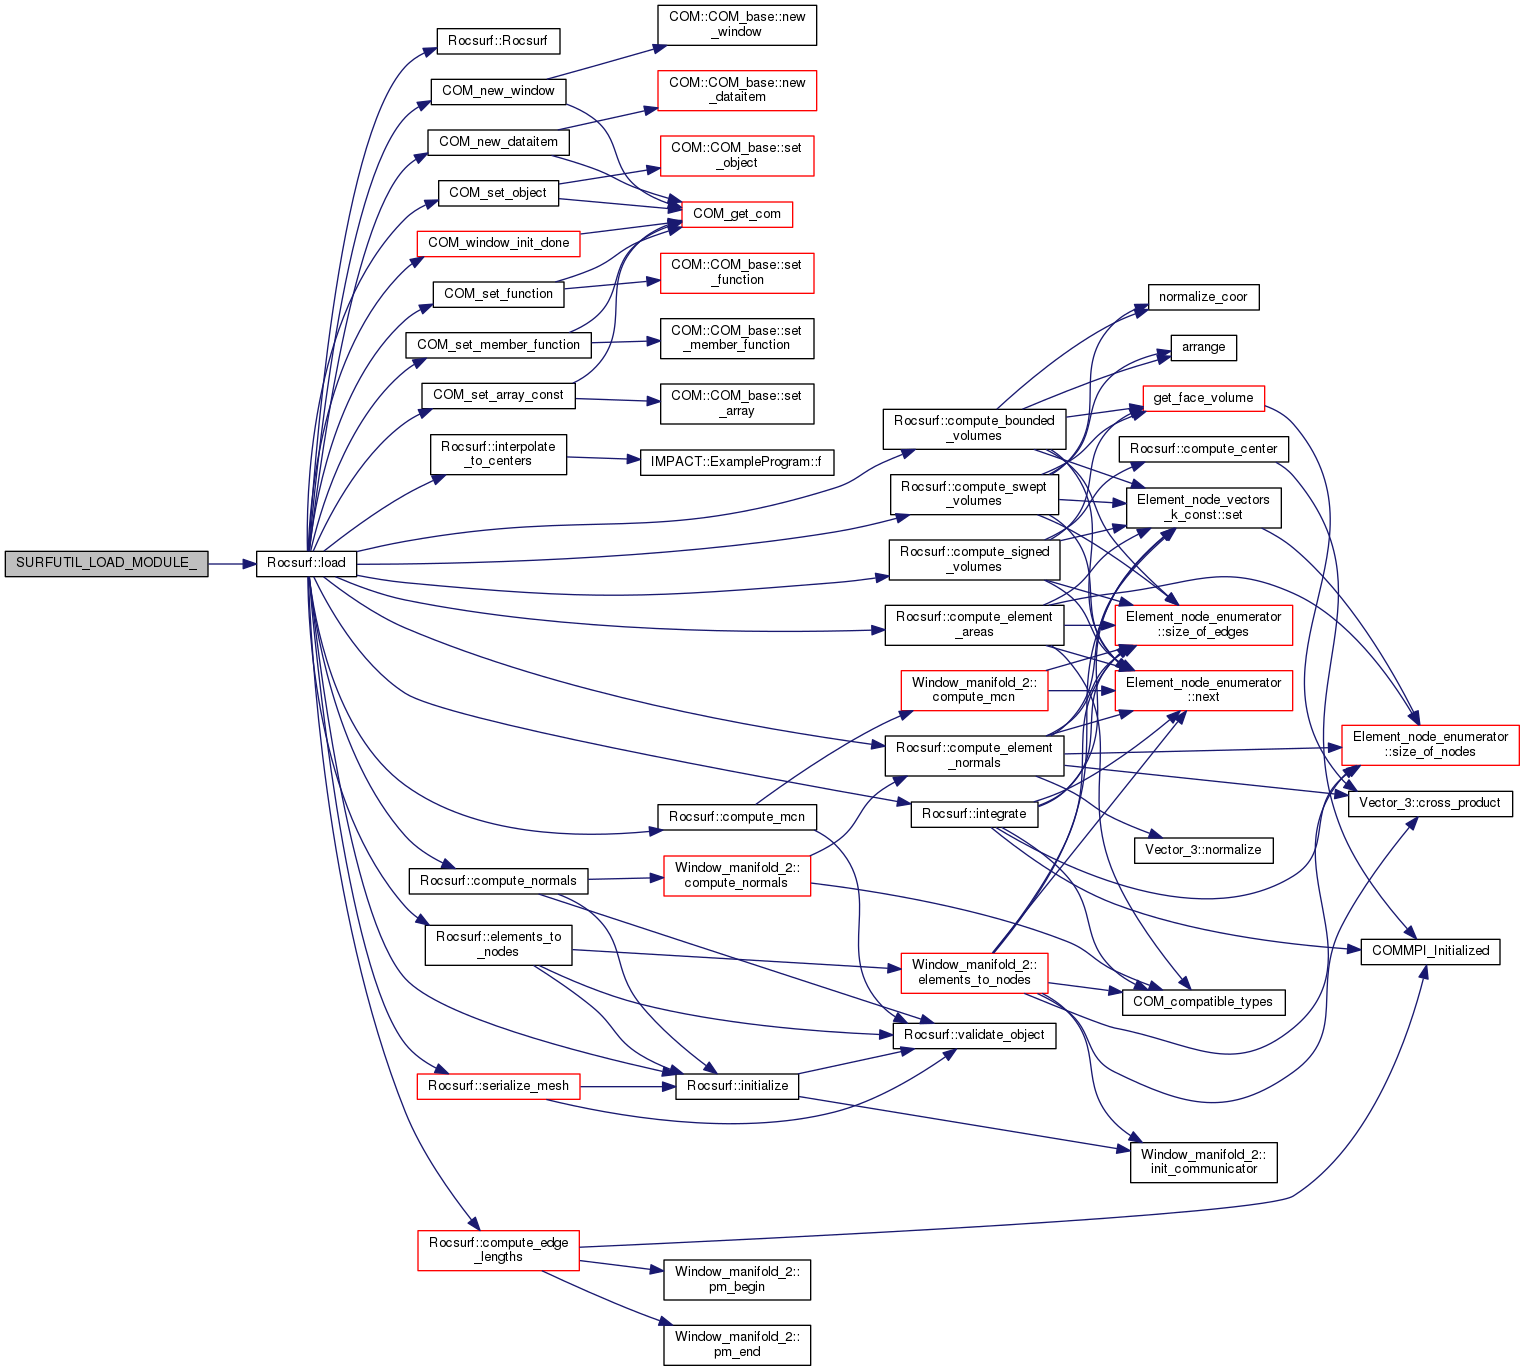 SURFUTIL_LOAD_MODULE_
Rocsurf::load
Rocsurf::Rocsurf
COM_new_window
COM_new_dataitem
COM_set_object
COM_window_init_done
COM_set_function
COM_set_member_function
COM_set_array_const
Rocsurf::interpolate
_to_centers
Rocsurf::compute_normals
Rocsurf::elements_to
_nodes
Rocsurf::serialize_mesh
Rocsurf::compute_edge
_lengths
COM::COM_base::new
_window
COM::COM_base::new
_dataitem
COM::COM_base::set
_object
COM_get_com
COM::COM_base::set
_function
COM::COM_base::set
_member_function
COM::COM_base::set
_array
IMPACT::ExampleProgram::f
Rocsurf::compute_mcn
Window_manifold_2::
compute_normals
Rocsurf::initialize
Window_manifold_2::
pm_begin
Window_manifold_2::
pm_end
Rocsurf::compute_bounded
_volumes
Rocsurf::compute_swept
_volumes
Rocsurf::compute_signed
_volumes
Rocsurf::compute_element
_areas
Window_manifold_2::
compute_mcn
Rocsurf::compute_element
_normals
Rocsurf::integrate
Window_manifold_2::
elements_to_nodes
Rocsurf::validate_object
normalize_coor
arrange
get_face_volume
Rocsurf::compute_center
Element_node_vectors
_k_const::set
Element_node_enumerator
::size_of_edges
Element_node_enumerator
::next
Vector_3::normalize
COM_compatible_types
Window_manifold_2::
init_communicator
Element_node_enumerator
::size_of_nodes
Vector_3::cross_product
COMMPI_Initialized